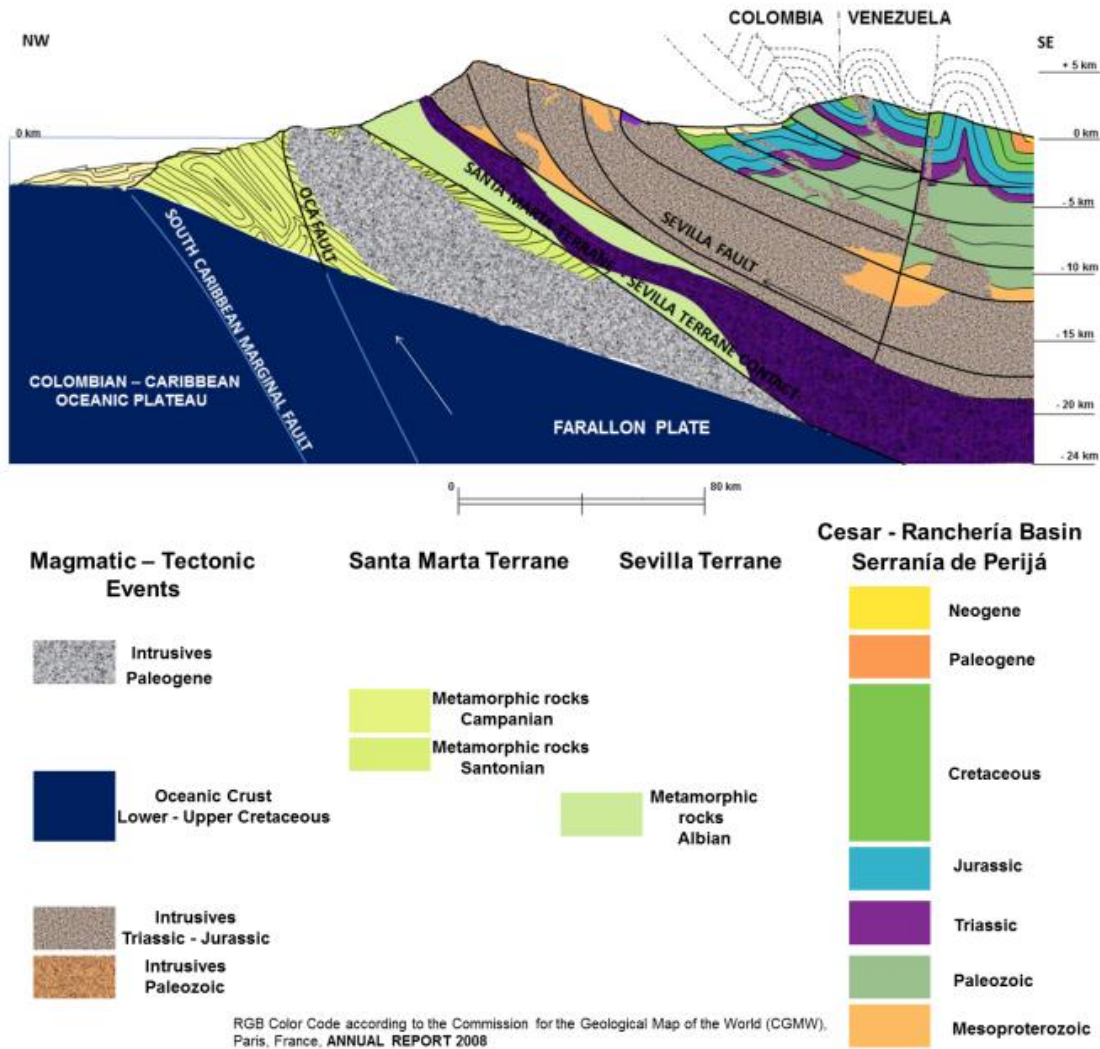 COLOMBIA VENEZUELA
NW
SE
+ 5 km
0 km
0 km
- 5 km
- 10 km
- 15 km
- 20 km
- 24 km
SOUTH CARIBBEAN MARGINAL FAULT
OCA FAULT
SANTA MARTA TERRANE - SEVILLA TERRANE CONTACT
SEVILLA FAULT
COLOMBIAN – CARIBBEAN
OCEANIC PLATEAU
FARALLON PLATE
0
80 km
Magmatic – Tectonic
Events
Intrusives
Paleogene
Oceanic Crust
Lower - Upper Cretaceous
Intrusives
Triassic - Jurassic
Intrusives
Paleozoic
Santa Marta Terrane
Metamorphic rocks
Campanian
Metamorphic rocks
Santonian
Sevilla Terrane
Metamorphic
rocks
Albian
Cesar - Ranchería Basin
Serranía de Perijá
Neogene
Paleogene
Cretaceous
Jurassic
Triassic
Paleozoic
Mesoproterozoic
RGB Color Code according to the Commission for the Geological Map of the World (CGMW),
Paris, France, ANNUAL REPORT 2008